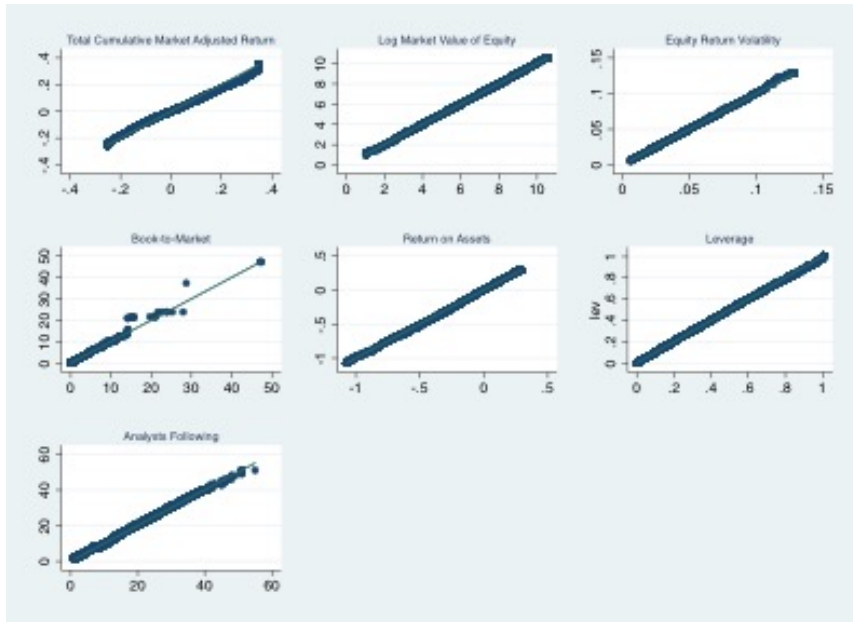 Total Cumulative Market Adjusted Return
Log Market Value of Equity
Equity Return Volatility
.4
.2
0
-.2
-.4
-.4 -.2 0 .2 .4
10
8
6
4
2
0
0 2 4 6 8 10
.15
.1
.05
0
0 .05 .1 .15
Book-to-Market
Return on Assets
Leverage
50
40
30
20
10
0
0 10 20 30 40 50
.5
0
-.5
-1
-1 -.5 0 .5
lev
1
.8
.6
.4
.2
0
0 .2 .4 .6 .8 1
Analysts Following
60
40
20
0
0 20 40 60